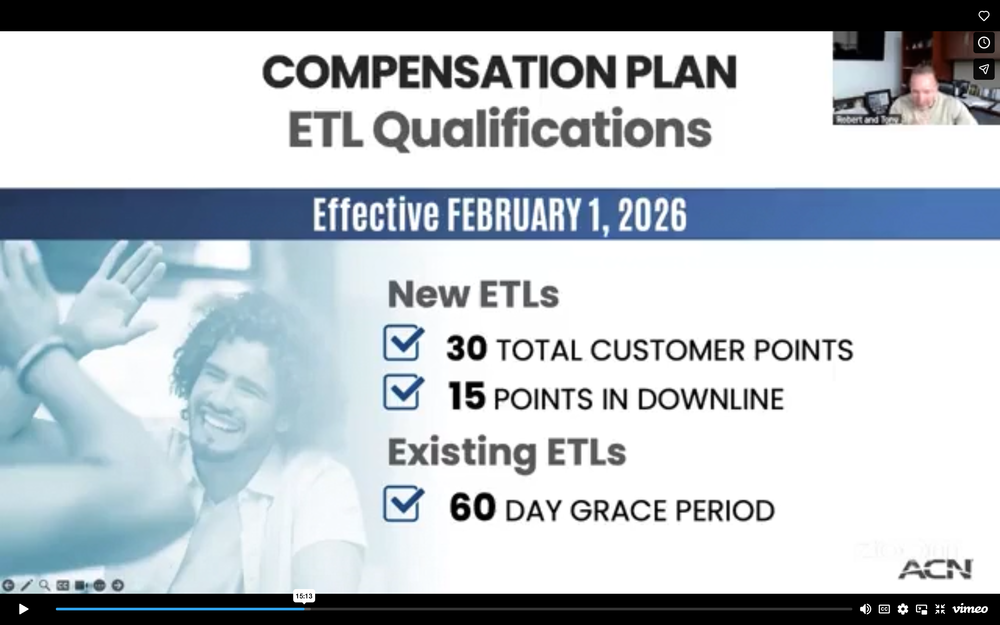 COMPENSATION PLAN
ETL Qualifications
Robert and Tony
Effective FEBRUARY 1, 2026
New ETLs
30 TOTAL CUSTOMER POINTS
15 POINTS IN DOWNLINE
Existing ETLs
60 DAY GRACE PERIOD
ACN
15:13
CC
vimeo